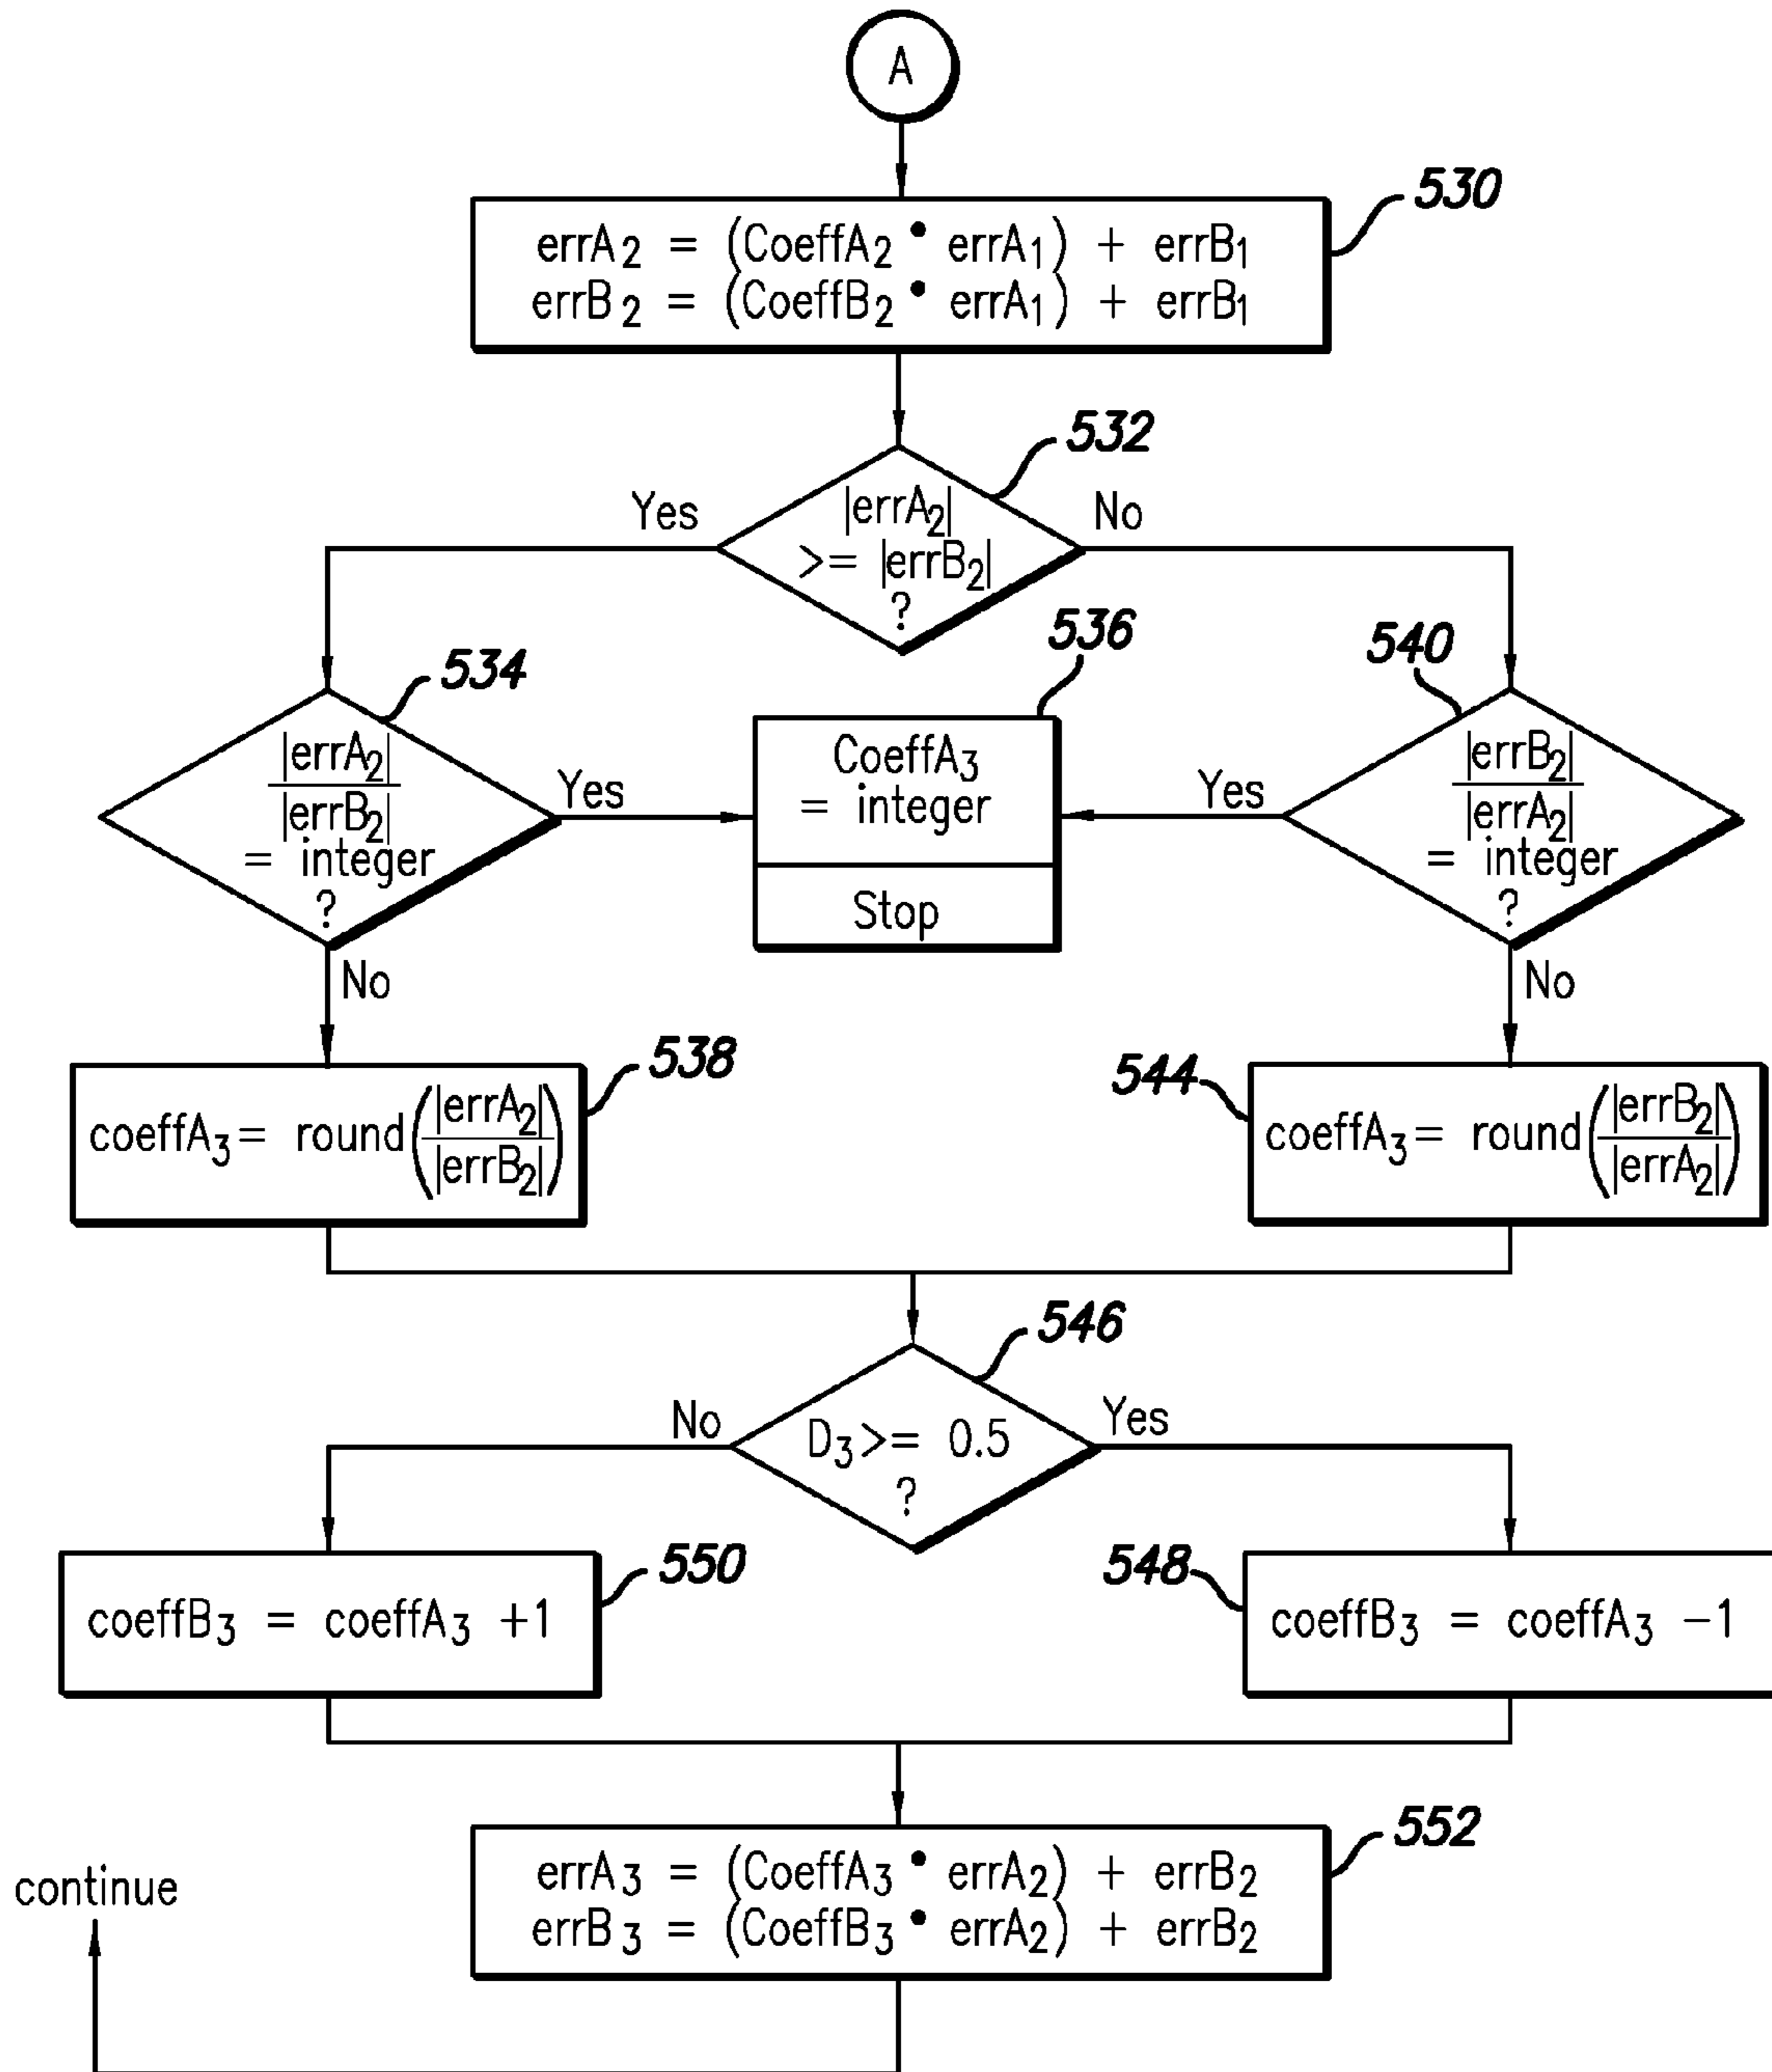 A
530
errA2 = (CoeffA2 • errA1) + errB1
errB2 = (CoeffB2 • errA1) + errB1
532
Yes
|errA2|
>= |errB2|
?
No
534
|errA2|
|errB2|
= integer
?
Yes
No
536
CoeffA3
= integer
Stop
540
|errB2|
|errA2|
= integer
?
Yes
No
538
coeffA3 = round(|errA2| / |errB2|)
544
coeffA3 = round(|errB2| / |errA2|)
546
No
D3 >= 0.5
?
Yes
550
coeffB3 = coeffA3 +1
548
coeffB3 = coeffA3 −1
552
errA3 = (CoeffA3 • errA2) + errB2
errB3 = (CoeffB3 • errA2) + errB2
continue